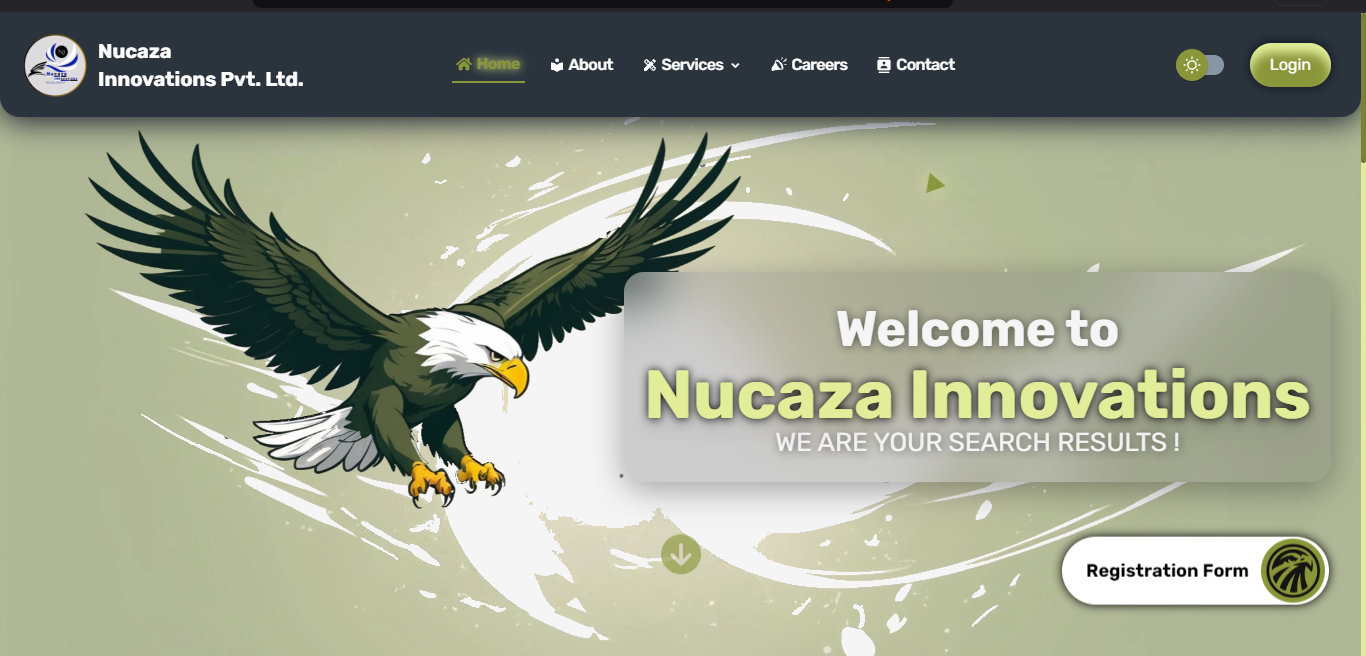 Nucaza
Innovations Pvt. Ltd.
Home
About
Services
Careers
Contact
Login
Welcome to
Nucaza Innovations
WE ARE YOUR SEARCH RESULTS !
Registration Form